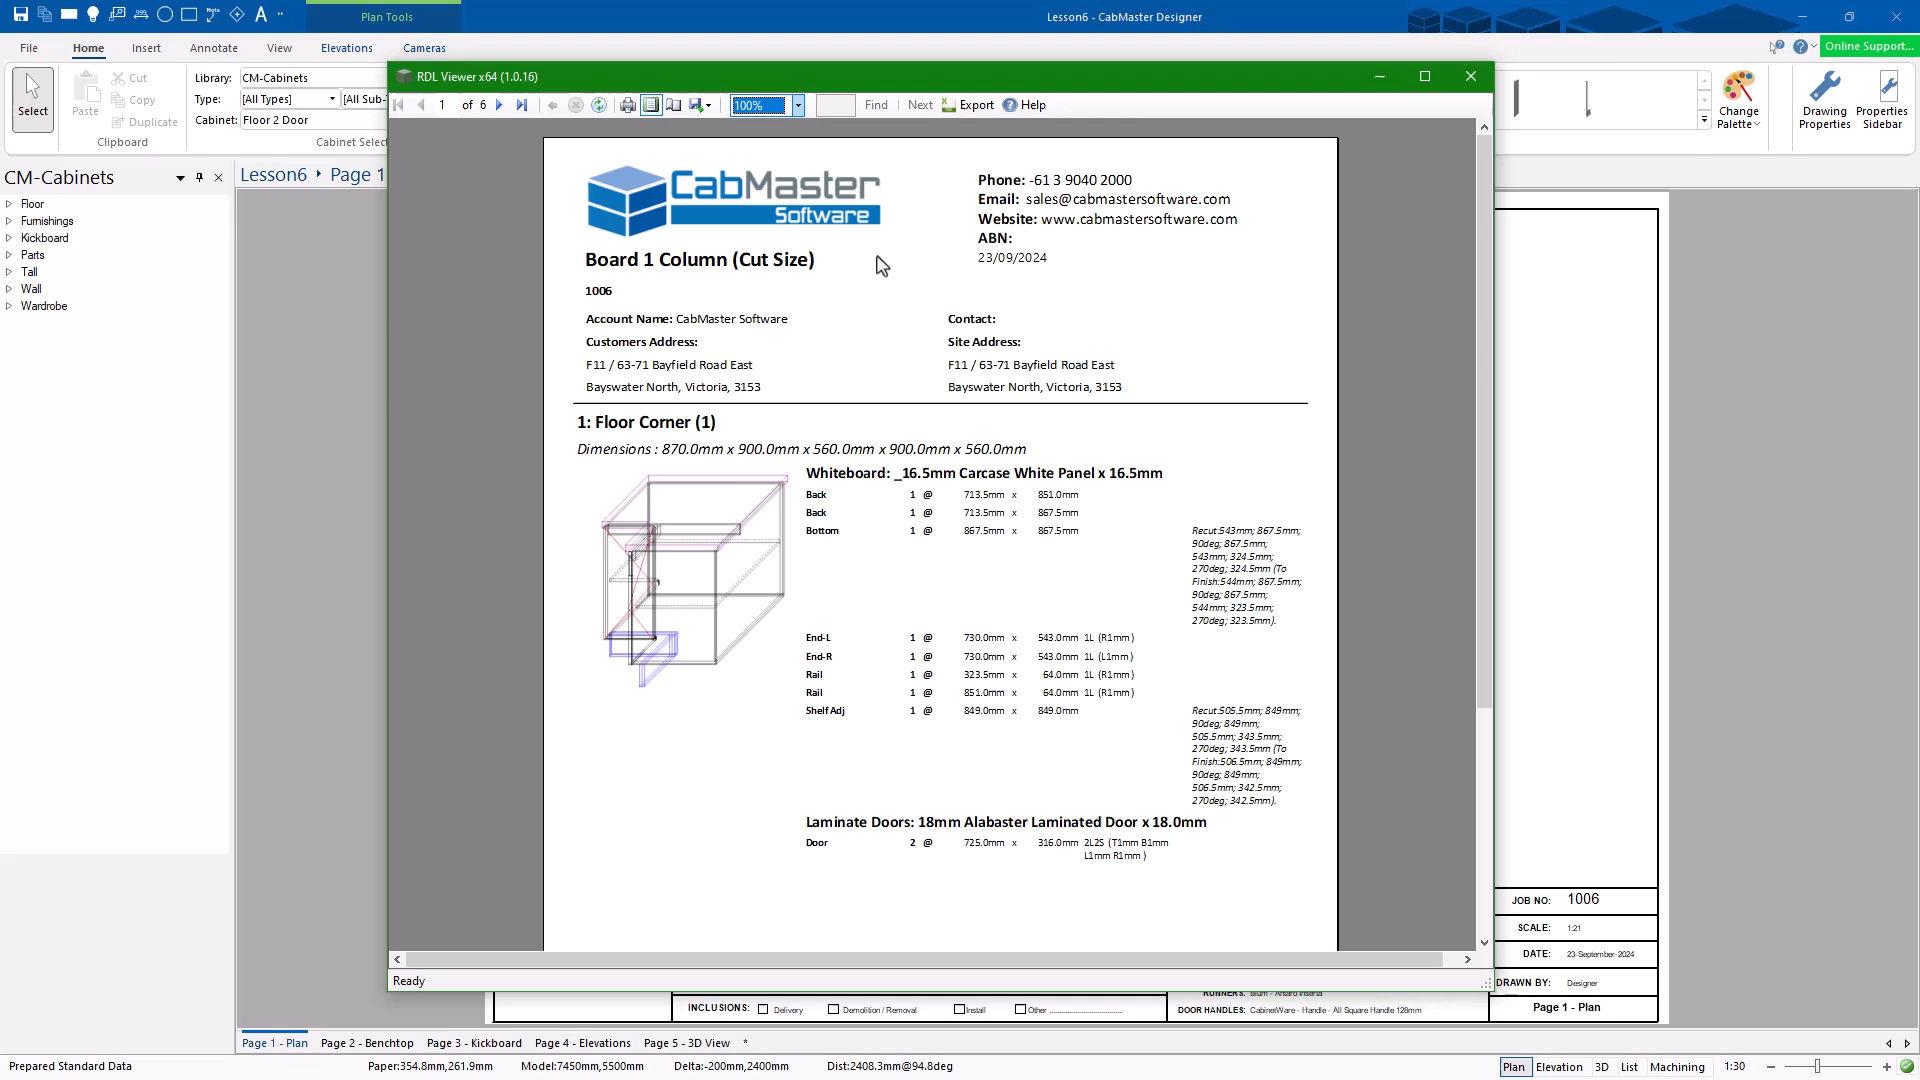 Plan Tools
Lesson6 - CabMaster Designer
File Home Insert Annotate View Elevations Cameras
Online Support...
Select
Paste
Cut
Copy
Duplicate
Clipboard
Library: CM-Cabinets
Type: [All Types] [All Sub-
Cabinet: Floor 2 Door
Cabinet Select
Change
Palette
Drawing
Properties
Properties
Sidebar
CM-Cabinets
Floor
Furnishings
Kickboard
Parts
Tall
Wall
Wardrobe
Lesson6 Page 1
RDL Viewer x64 (1.0.16)
1 of 6 100% Find Next Export Help
CabMaster
Software
Phone: -61 3 9040 2000
Email: sales@cabmastersoftware.com
Website: www.cabmastersoftware.com
ABN:
23/09/2024
Board 1 Column (Cut Size)
1006
Account Name: CabMaster Software
Contact:
Customers Address:
Site Address:
F11 / 63-71 Bayfield Road East
F11 / 63-71 Bayfield Road East
Bayswater North, Victoria, 3153
Bayswater North, Victoria, 3153
1: Floor Corner (1)
Dimensions : 870.0mm x 900.0mm x 560.0mm x 900.0mm x 560.0mm
Whiteboard: _16.5mm Carcase White Panel x 16.5mm
Back 1 @ 713.5mm x 851.0mm
Back 1 @ 713.5mm x 867.5mm
Bottom 1 @ 867.5mm x 867.5mm
Recut:543mm; 867.5mm;
90deg; 867.5mm;
543mm; 324.5mm;
270deg; 324.5mm (To
Finish:544mm; 867.5mm;
90deg; 867.5mm;
544mm; 323.5mm;
270deg; 323.5mm).
End-L 1 @ 730.0mm x 543.0mm 1L (R1mm )
End-R 1 @ 730.0mm x 543.0mm 1L (L1mm )
Rail 1 @ 323.5mm x 64.0mm 1L (R1mm )
Rail 1 @ 851.0mm x 64.0mm 1L (R1mm )
Shelf Adj 1 @ 849.0mm x 849.0mm
Recut:505.5mm; 849mm;
90deg; 849mm;
505.5mm; 343.5mm;
270deg; 343.5mm (To
Finish:506.5mm; 849mm;
90deg; 849mm;
506.5mm; 342.5mm;
270deg; 342.5mm).
Laminate Doors: 18mm Alabaster Laminated Door x 18.0mm
Door 2 @ 725.0mm x 316.0mm 2L2S (T1mm B1mm
L1mm R1mm )
Ready
JOB NO: 1006
SCALE: 1:21
DATE: 23-September-2024
DRAWN BY: Designer
Page 1 - Plan
INCLUSIONS: Delivery Demolition / Removal Install Other
DOOR HANDLES: CabinetWare - Handle - All Square Handle 128mm
Page 1 - Plan Page 2 - Benchtop Page 3 - Kickboard Page 4 - Elevations Page 5 - 3D View *
Prepared Standard Data
Paper:354.8mm,261.9mm
Model:7450mm,5500mm
Delta:-200mm,2400mm
Dist:2408.3mm@94.8deg
Plan Elevation 3D List Machining 1:30